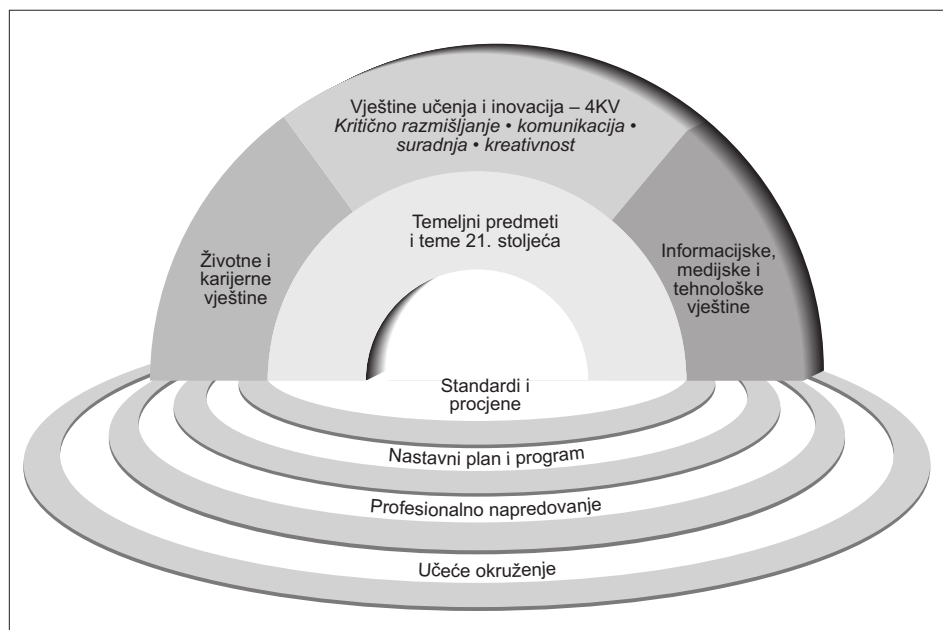 Vještine učenja i inovacija – 4KV
Kritično razmišljanje • komunikacija •
suradnja • kreativnost
Temeljni predmeti
i teme 21. stoljeća
Životne i
karijerne
vještine
Informacijske,
medijske i
tehnološke
vještine
Standardi i
procjene
Nastavni plan i program
Profesionalno napredovanje
Učeće okruženje